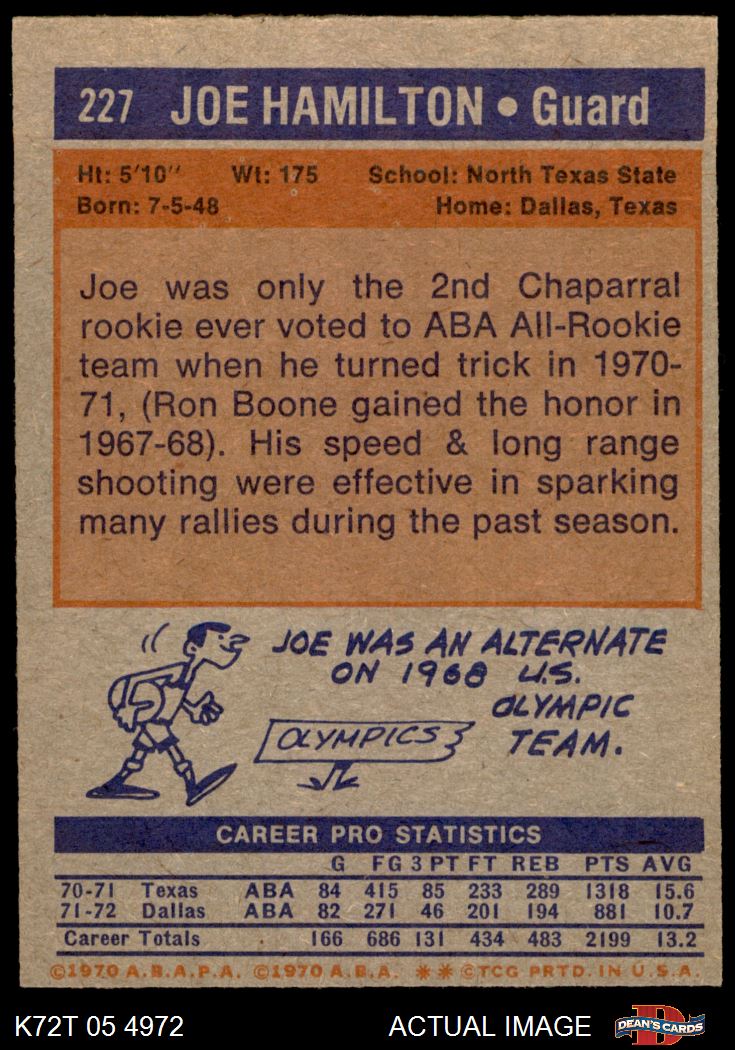 227 JOE HAMILTON • Guard
Ht: 5'10" Wt: 175 School: North Texas State
Born: 7-5-48 Home: Dallas, Texas
Joe was only the 2nd Chaparral
rookie ever voted to ABA All-Rookie
team when he turned trick in 1970-
71, (Ron Boone gained the honor in
1967-68). His speed & long range
shooting were effective in sparking
many rallies during the past season.
JOE WAS AN ALTERNATE
ON 1968 U.S.
OLYMPIC
TEAM.
OLYMPICS
CAREER PRO STATISTICS
G FG 3 PT FT REB PTS AVG
70-71 Texas ABA 84 415 85 233 289 1318 15.6
71-72 Dallas ABA 82 271 46 201 194 881 10.7
Career Totals 166 686 131 434 483 2199 13.2
©1970 A.B.A.P.A. ©1970 A.B.A. ** ©TCG PRTD. IN U.S.A.
K72T 05 4972 ACTUAL IMAGE D DEAN'S CARDS